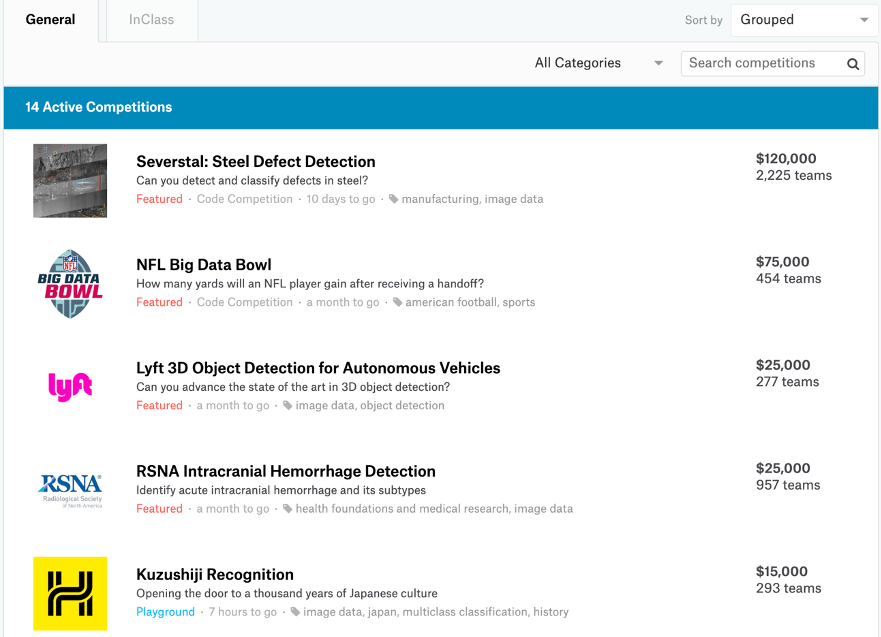 General
InClass
Sort by
Grouped
All Categories
Search competitions
14 Active Competitions
Severstal: Steel Defect Detection
Can you detect and classify defects in steel?
Featured · Code Competition · 10 days to go · manufacturing, image data
$120,000
2,225 teams
NFL
BIG DATA
BOWL
NFL Big Data Bowl
How many yards will an NFL player gain after receiving a handoff?
Featured · Code Competition · a month to go · american football, sports
$75,000
454 teams
lyft
Lyft 3D Object Detection for Autonomous Vehicles
Can you advance the state of the art in 3D object detection?
Featured · a month to go · image data, object detection
$25,000
277 teams
RSNA®
Radiological Society
of North America
RSNA Intracranial Hemorrhage Detection
Identify acute intracranial hemorrhage and its subtypes
Featured · a month to go · health foundations and medical research, image data
$25,000
957 teams
Kuzushiji Recognition
Opening the door to a thousand years of Japanese culture
Playground · 7 hours to go · image data, japan, multiclass classification, history
$15,000
293 teams